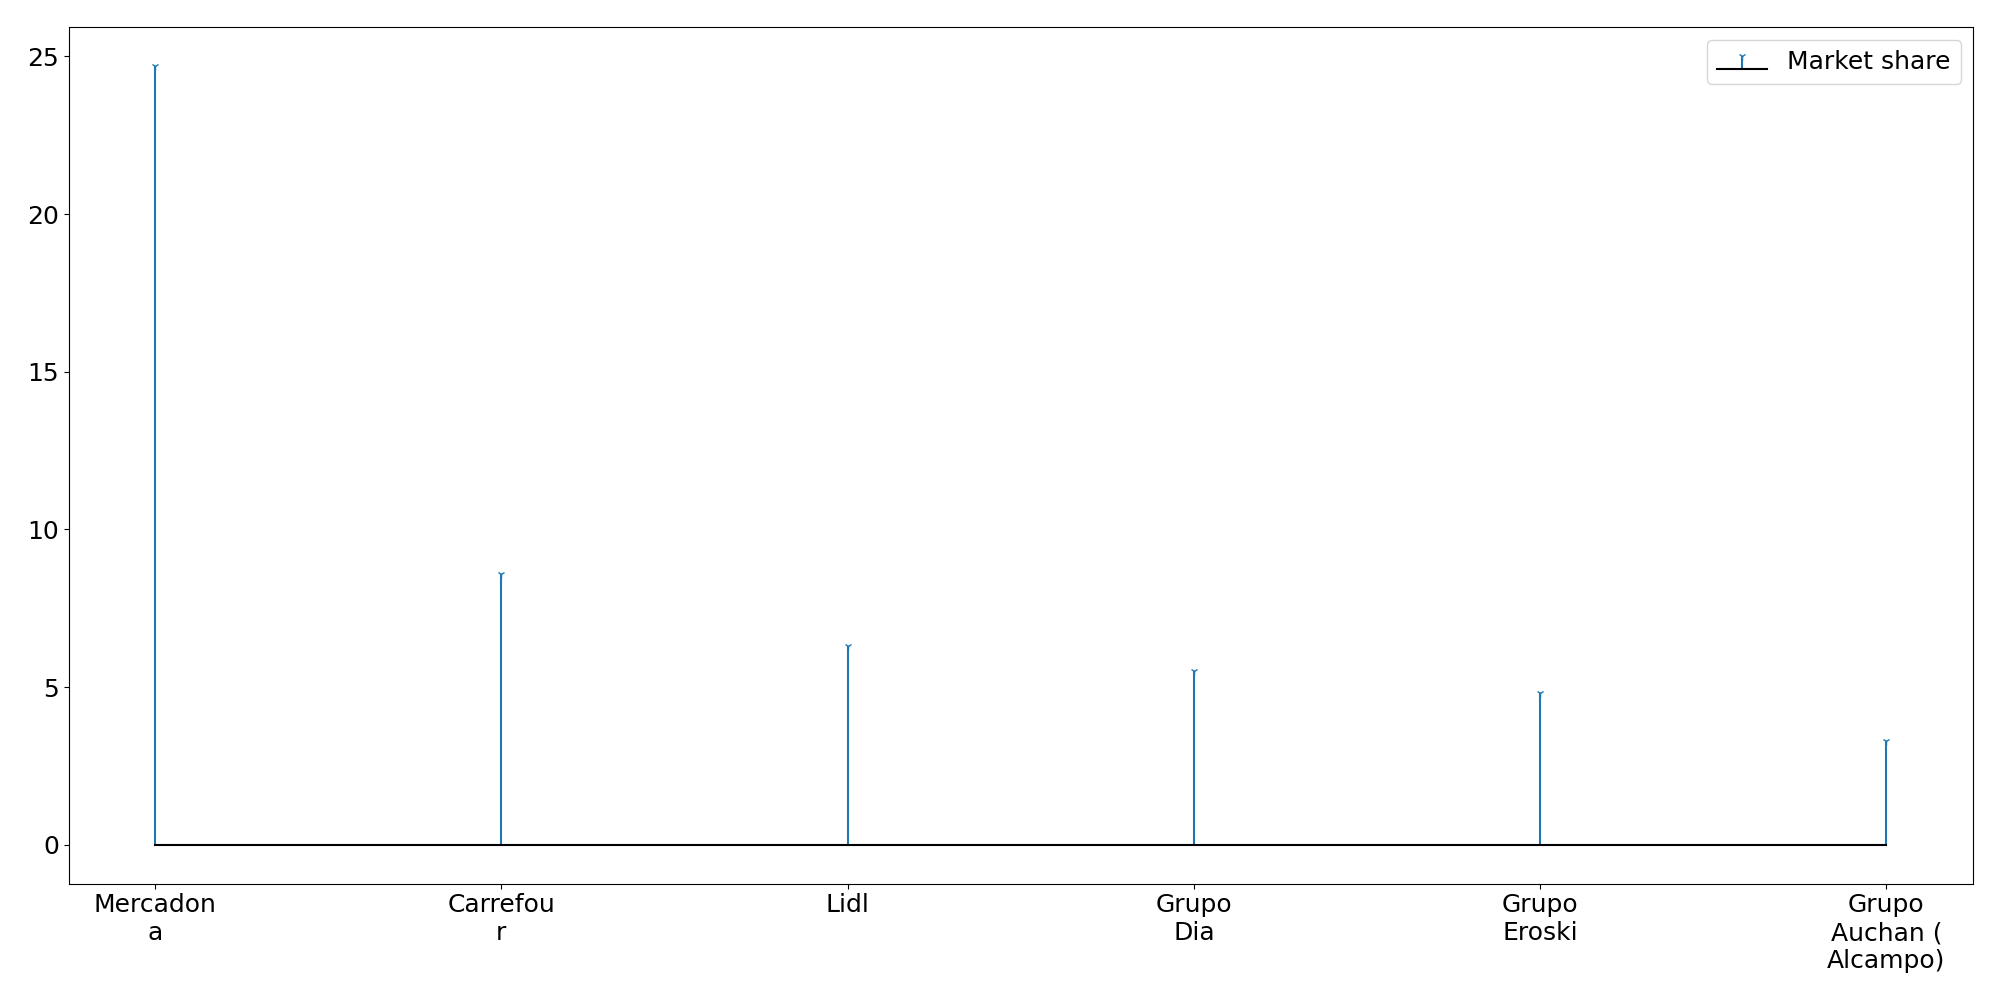 25
20
15
10
5
0
Market share
Mercadon
a
Carrefou
r
Lidl
Grupo
Dia
Grupo
Eroski
Grupo
Auchan (
Alcampo)